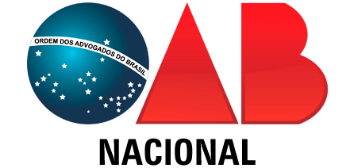 OAB
ORDEM DOS ADVOGADOS DO BRASIL
NACIONAL